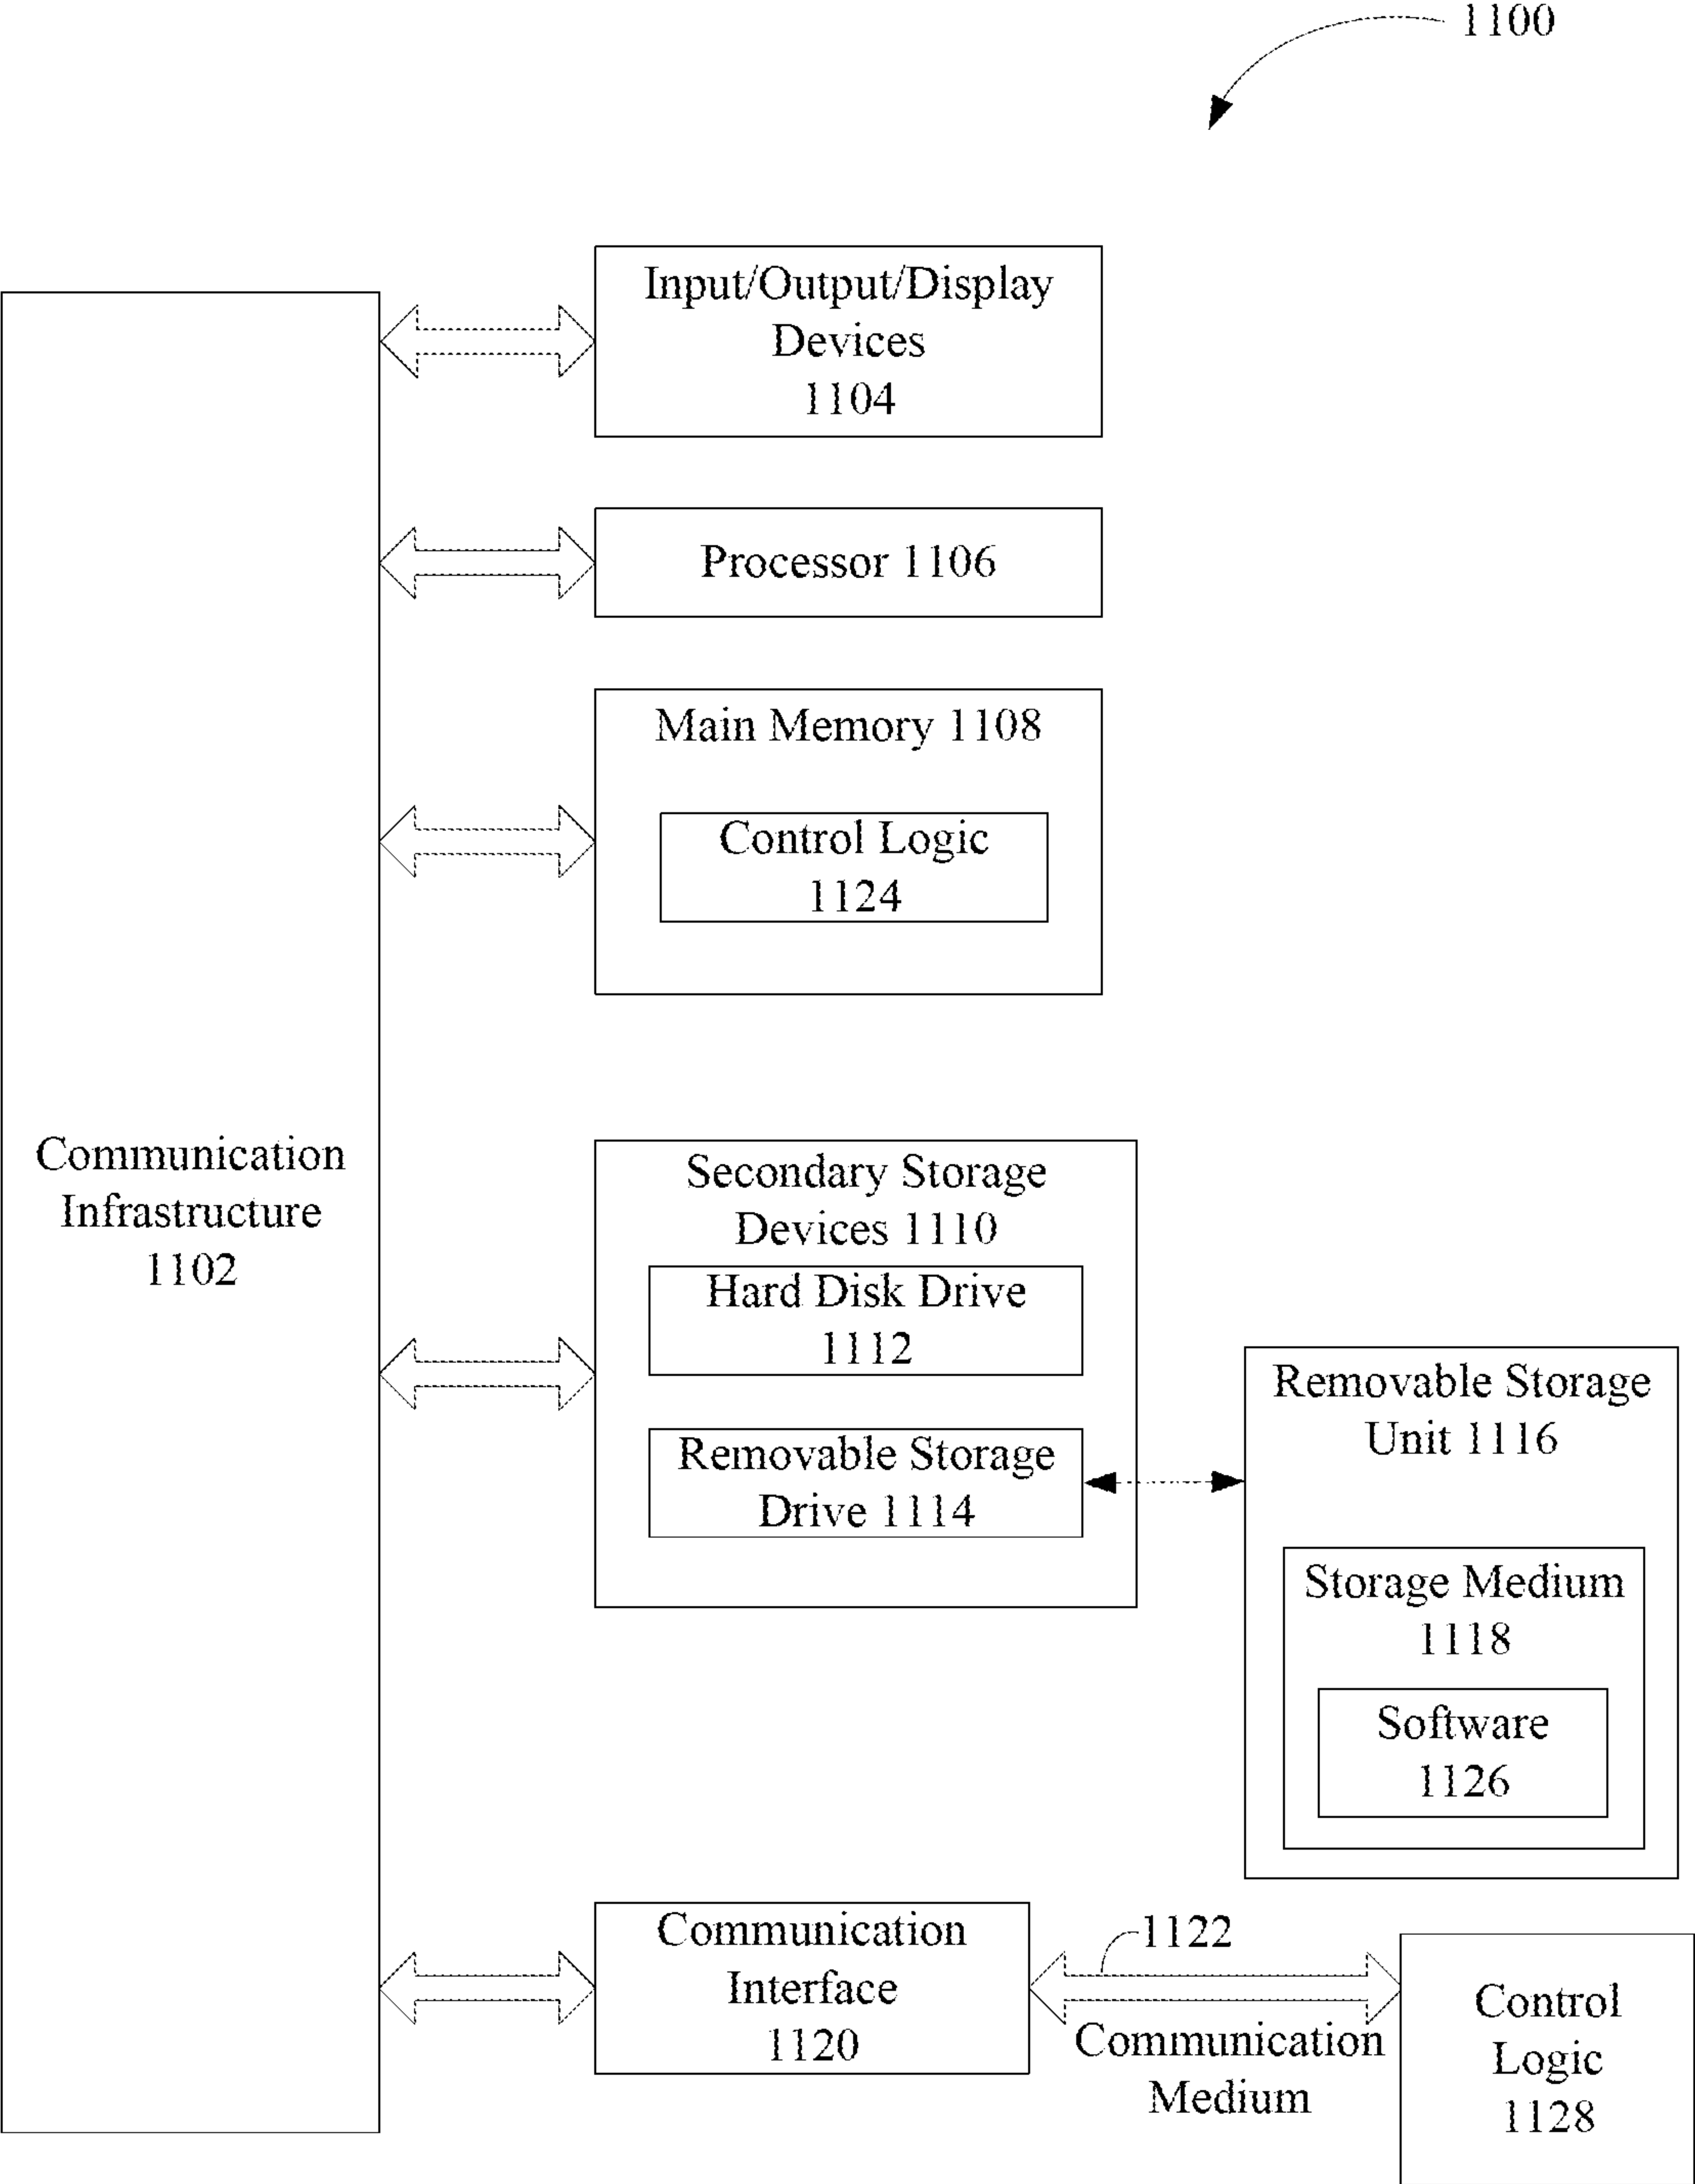 1100
Input/Output/Display
Devices
1104
Processor 1106
Main Memory 1108
Control Logic
1124
Communication
Infrastructure
1102
Secondary Storage
Devices 1110
Hard Disk Drive
1112
Removable Storage
Drive 1114
Removable Storage
Unit 1116
Storage Medium
1118
Software
1126
Communication
Interface
1120
1122
Communication
Medium
Control
Logic
1128